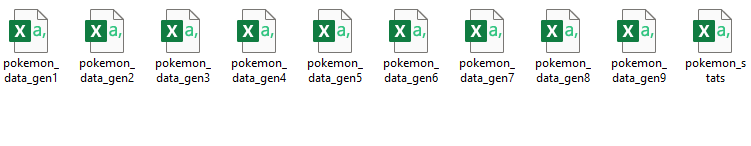 pokemon_ pokemon_ pokemon_ pokemon_ pokemon_ pokemon_ pokemon_ pokemon_ pokemon_ pokemon_s
data_gen1 data_gen2 data_gen3 data_gen4 data_gen5 data_gen6 data_gen7 data_gen8 data_gen9 tats